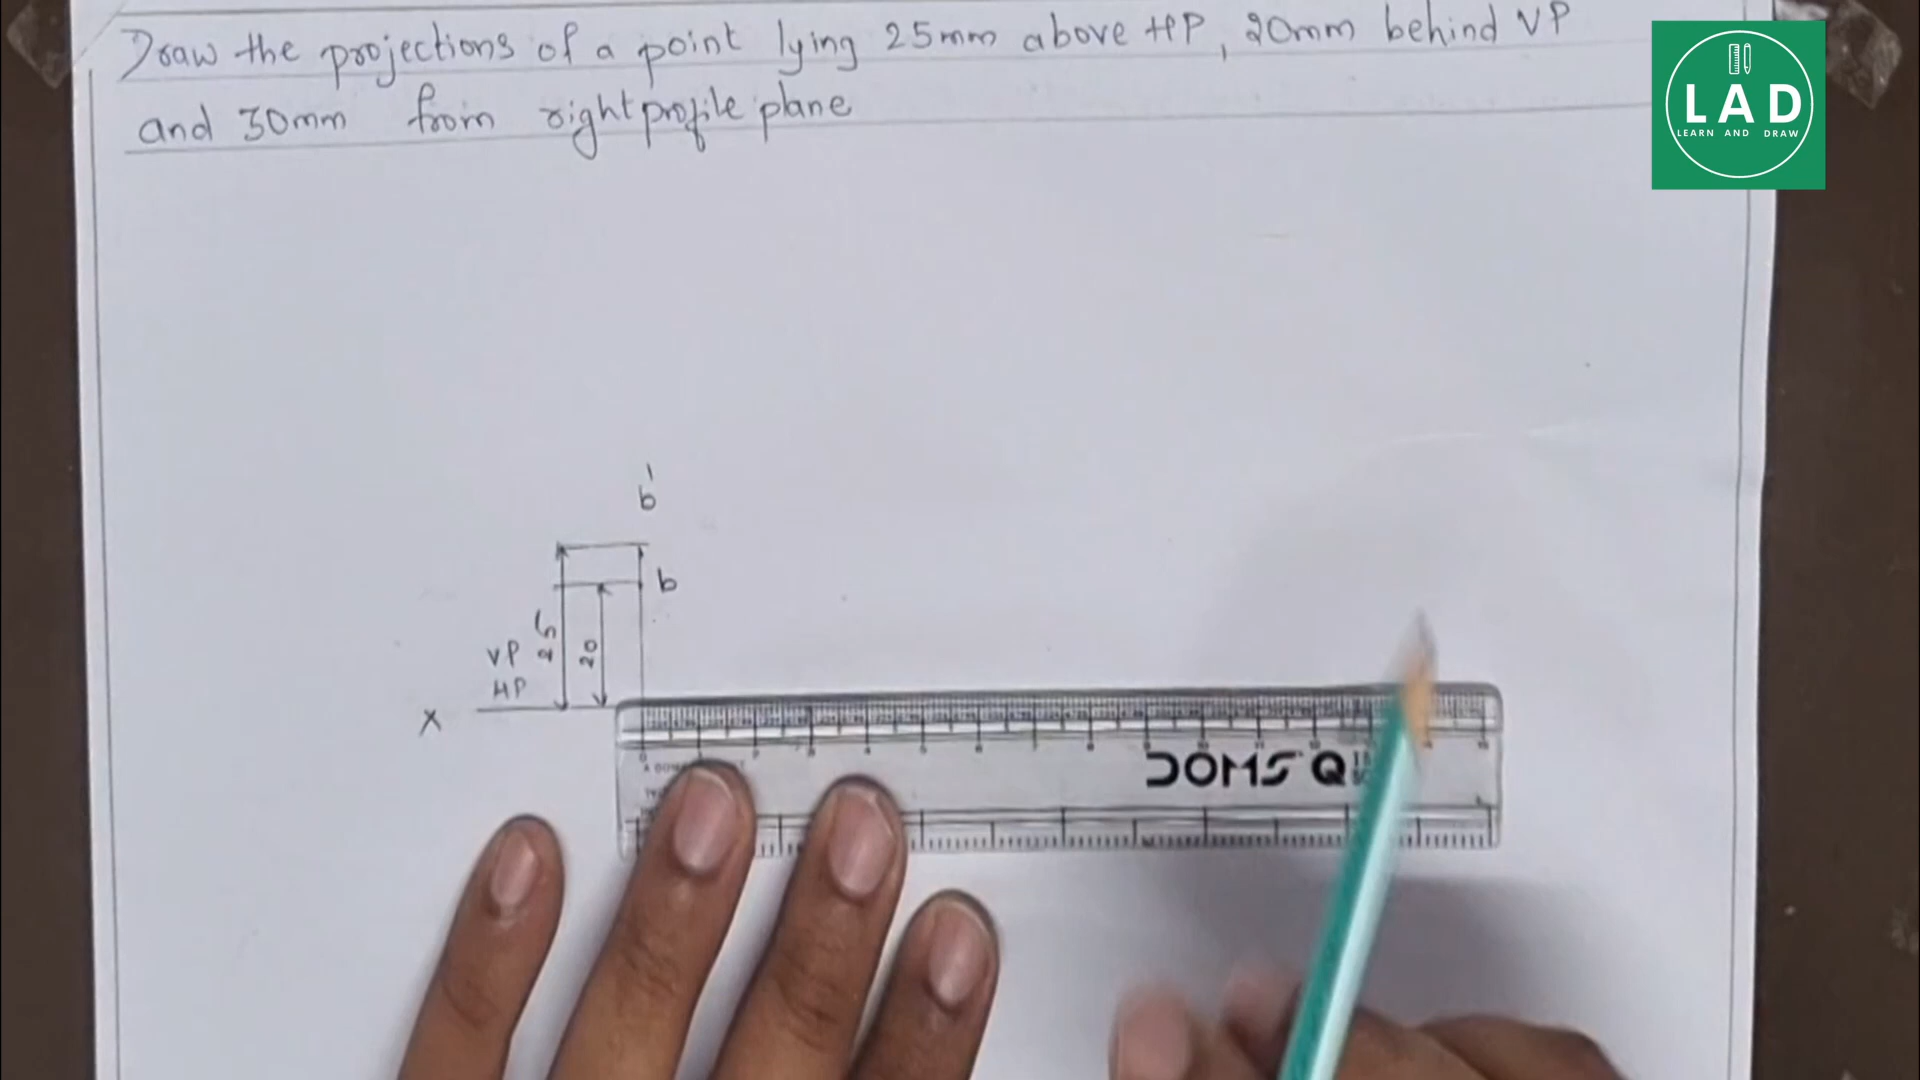 Draw the projections of a point lying 25mm above HP, 20mm behind VP
and 30mm from right profile plane
LAD
LEARN AND DRAW
b'
b
25
20
VP
HP
X
DOMS Q